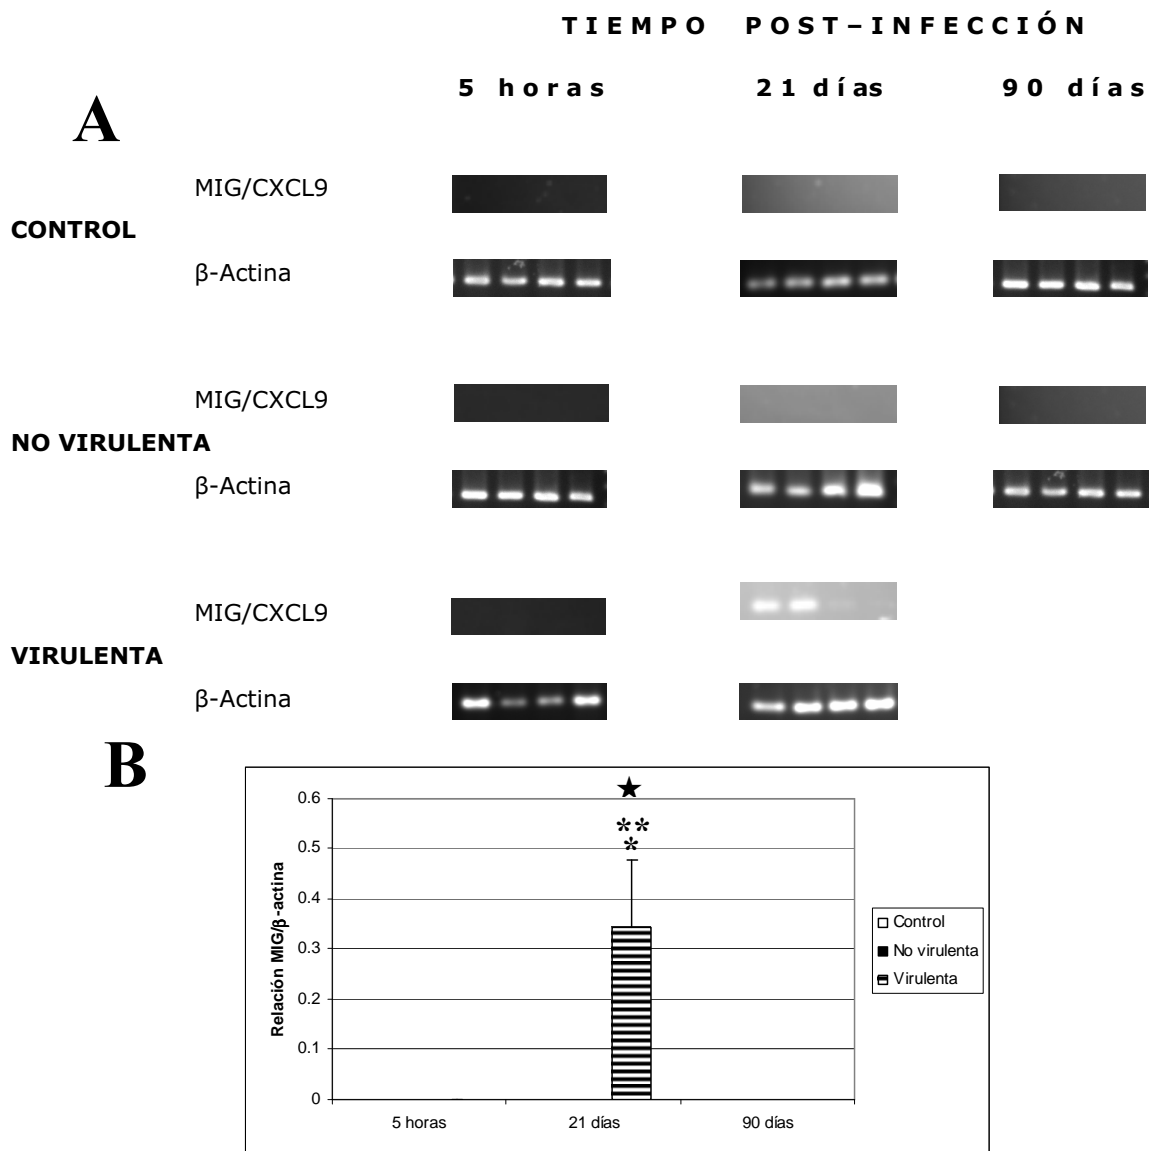 TIEMPO POST–INFECCIÓN
5 horas 21 días 90 días
A
MIG/CXCL9
CONTROL
β-Actina
MIG/CXCL9
NO VIRULENTA
β-Actina
MIG/CXCL9
VIRULENTA
β-Actina
B
★
**
*
0.6
0.5
0.4
0.3
0.2
0.1
0
Relación MIG/β-actina
5 horas 21 días 90 días
Control
No virulenta
Virulenta